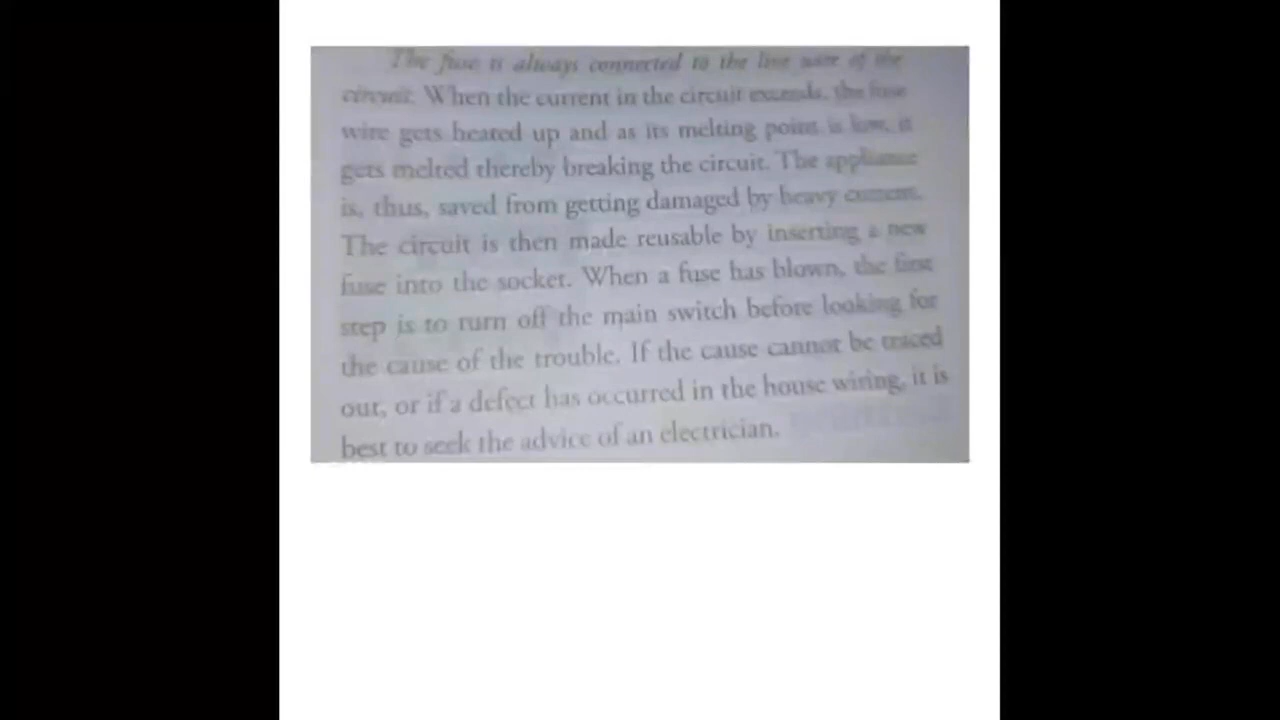 The fuse is always connected to the live wire of the
circuit. When the current in the circuit exceeds, the fuse
wire gets heated up and as its melting point is low, it
gets melted thereby breaking the circuit. The appliance
is, thus, saved from getting damaged by heavy current.
The circuit is then made reusable by inserting a new
fuse into the socket. When a fuse has blown, the first
step is to turn off the main switch before looking for
the cause of the trouble. If the cause cannot be traced
out, or if a defect has occurred in the house wiring, it is
best to seek the advice of an electrician.